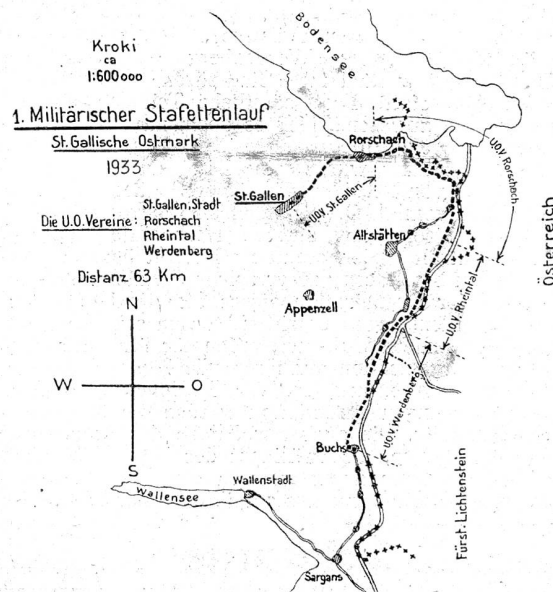 Kroki
ca
1:600000
1. Militärischer Stafettenlauf
St. Gallische Ostmark
1933
Die U.O. Vereine:
St. Gallen, Stadt
Rorschach
Rheintal
Werdenberg
Distanz 63 Km
N
W
O
S
Bodensee
Rorschach
U.O.V. Rorschach
St. Gallen
UOV. St. Gallen
Altstätten
Österreich
U.O.V. Rheintal
Appenzell
U.O.V. Werdenberg
Buchs
Fürst. Lichtenstein
Wallenstadt
Wallensee
Sargans